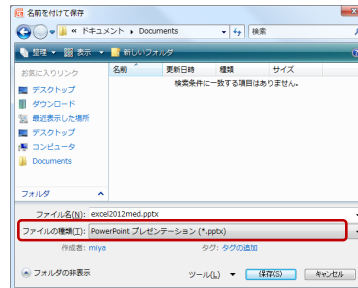 名前を付けて保存
« ドキュメント ▸ Documents
検索
整理 ▾ 表示 ▾ 新しいフォルダ
お気に入りリンク
名前 更新日時 種類 サイズ
検索条件に一致する項目はありません。
デスクトップ
ダウンロード
最近表示した場所
デスクトップ
コンピュータ
Documents
フォルダ
ファイル名(N): excel2012med.pptx
ファイルの種類(T): PowerPoint プレゼンテーション (*.pptx)
作成者: miya タグ: タグの追加
フォルダの非表示 ツール(L) ▾ 保存(S) キャンセル